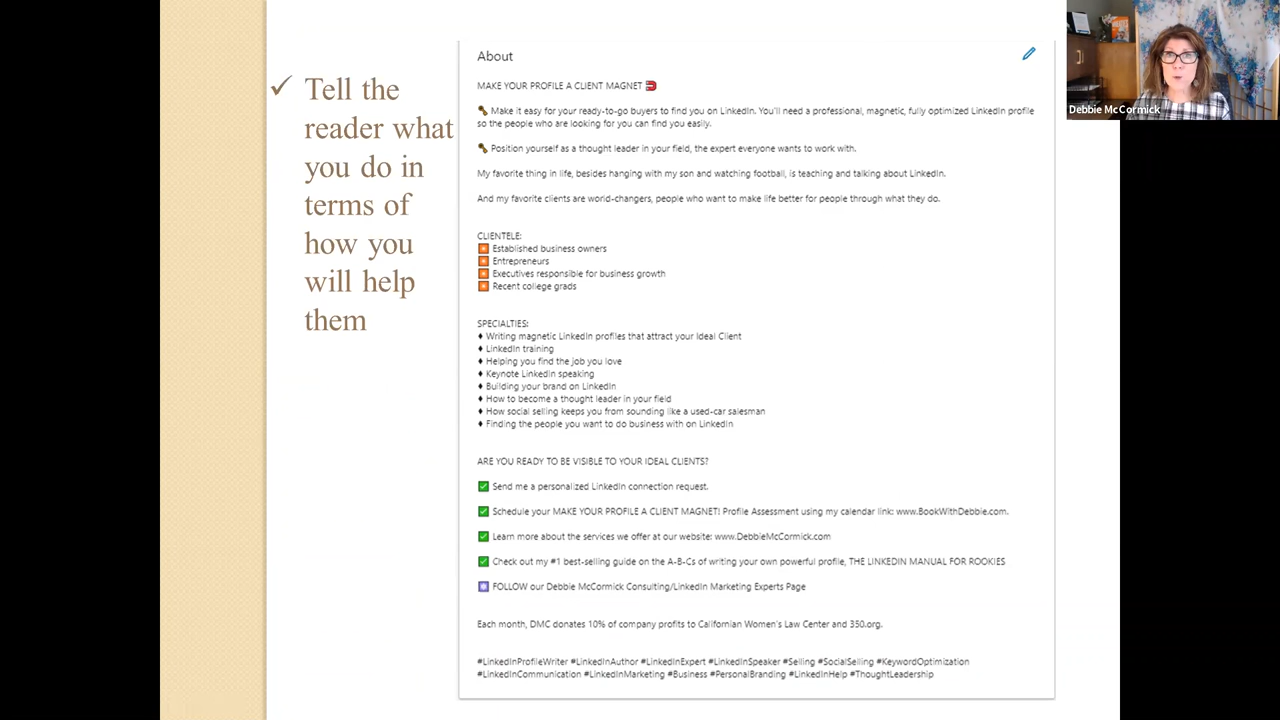 ✓ Tell the
reader what
you do in
terms of
how you
will help
them
About
MAKE YOUR PROFILE A CLIENT MAGNET 🧲
🗝 Make it easy for your ready-to-go buyers to find you on LinkedIn. You'll need a professional, magnetic, fully optimized LinkedIn profile
so the people who are looking for you can find you easily.
🗝 Position yourself as a thought leader in your field, the expert everyone wants to work with.
My favorite thing in life, besides hanging with my son and watching football, is teaching and talking about LinkedIn.
And my favorite clients are world-changers, people who want to make life better for people through what they do.
CLIENTELE:
✴️ Established business owners
✴️ Entrepreneurs
✴️ Executives responsible for business growth
✴️ Recent college grads
SPECIALTIES:
♦ Writing magnetic LinkedIn profiles that attract your Ideal Client
♦ LinkedIn training
♦ Helping you find the job you love
♦ Keynote LinkedIn speaking
♦ Building your brand on LinkedIn
♦ How to become a thought leader in your field
♦ How social selling keeps you from sounding like a used-car salesman
♦ Finding the people you want to do business with on LinkedIn
ARE YOU READY TO BE VISIBLE TO YOUR IDEAL CLIENTS?
✅ Send me a personalized LinkedIn connection request.
✅ Schedule your MAKE YOUR PROFILE A CLIENT MAGNET! Profile Assessment using my calendar link: www.BookWithDebbie.com.
✅ Learn more about the services we offer at our website: www.DebbieMcCormick.com
✅ Check out my #1 best-selling guide on the A-B-Cs of writing your own powerful profile, THE LINKEDIN MANUAL FOR ROOKIES
FOLLOW our Debbie McCormick Consulting/LinkedIn Marketing Experts Page
Each month, DMC donates 10% of company profits to Californian Women's Law Center and 350.org.
#LinkedInProfileWriter #LinkedInAuthor #LinkedInExpert #LinkedInSpeaker #Selling #SocialSelling #KeywordOptimization
#LinkedInCommunication #LinkedInMarketing #Business #PersonalBranding #LinkedInHelp #ThoughtLeadership
Debbie McCormick